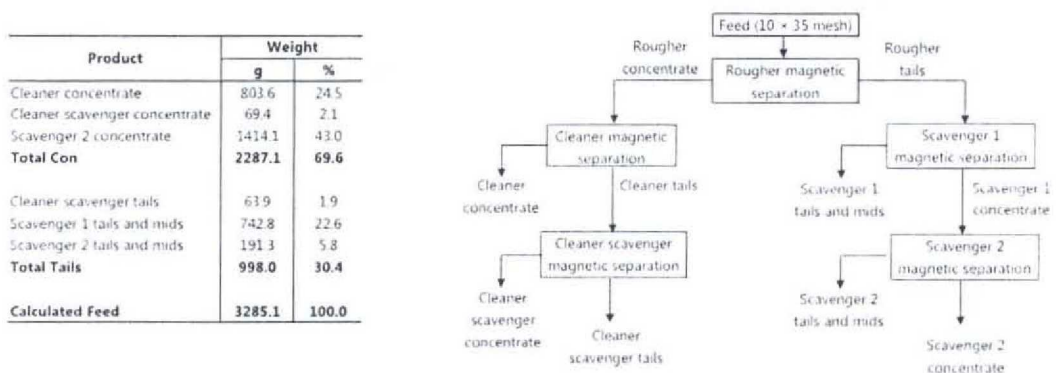 Product Weight
g %
Cleaner concentrate 803.6 24.5
Cleaner scavenger concentrate 69.4 2.1
Scavenger 2 concentrate 1414.1 43.0
Total Con 2287.1 69.6
Cleaner scavenger tails 63.9 1.9
Scavenger 1 tails and mids 742.8 22.6
Scavenger 2 tails and mids 191.3 5.8
Total Tails 998.0 30.4
Calculated Feed 3285.1 100.0
Feed (10 × 35 mesh)
Rougher
concentrate
Rougher
tails
Rougher magnetic
separation
Cleaner magnetic
separation
Scavenger 1
magnetic separation
Cleaner
concentrate
Cleaner tails
Scavenger 1
tails and mids
Scavenger 1
concentrate
Cleaner scavenger
magnetic separation
Scavenger 2
magnetic separation
Cleaner
scavenger
concentrate
Cleaner
scavenger tails
Scavenger 2
tails and mids
Scavenger 2
concentrate